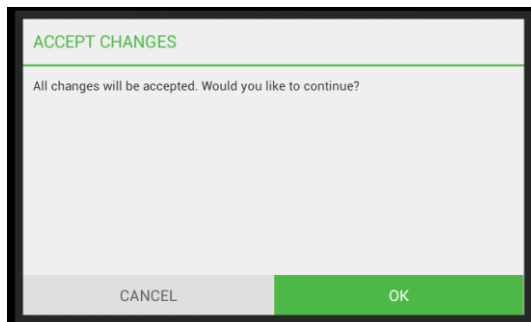 ACCEPT CHANGES
All changes will be accepted. Would you like to continue?
CANCEL
OK